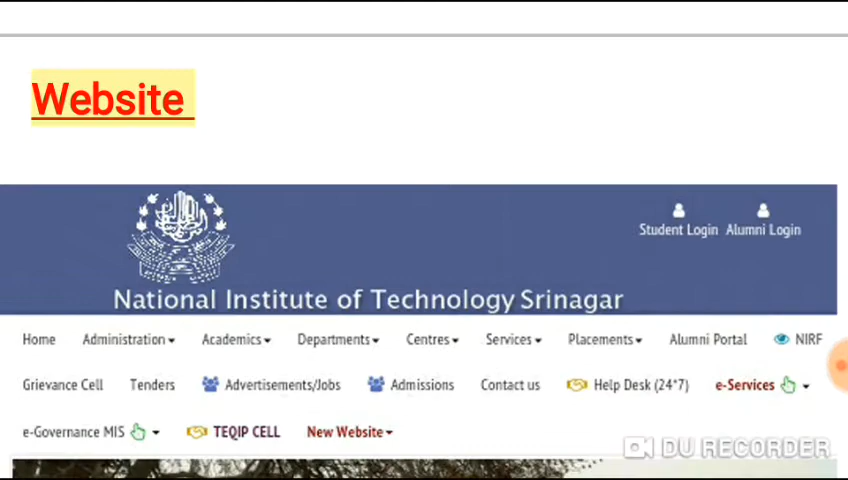 Website
Student Login Alumni Login
National Institute of Technology Srinagar
Home Administration Academics Departments Centres Services Placements Alumni Portal NIRF
Grievance Cell Tenders Advertisements/Jobs Admissions Contact us Help Desk (24*7) e-Services
e-Governance MIS TEQIP CELL New Website
DU RECORDER